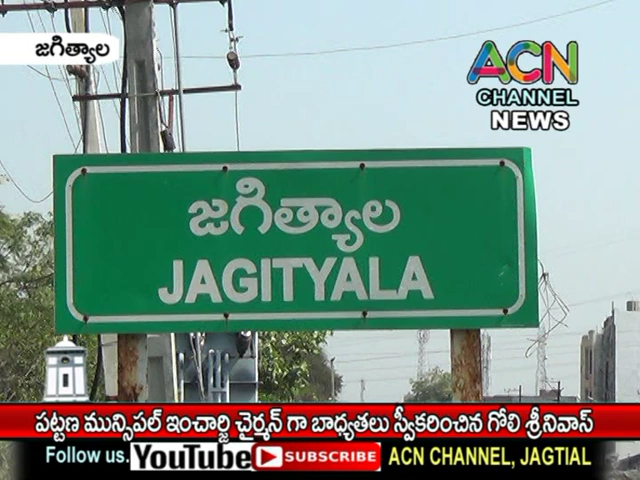 జగిత్యాల
ACN
CHANNEL
NEWS
జగిత్యాల
JAGITYALA
పట్టణ మున్సిపల్ ఇంచార్జి చైర్మన్ గా బాధ్యతలు స్వీకరించిన గోలి శ్రీనివాస్
Follow us. YouTube SUBSCRIBE ACN CHANNEL, JAGTIAL